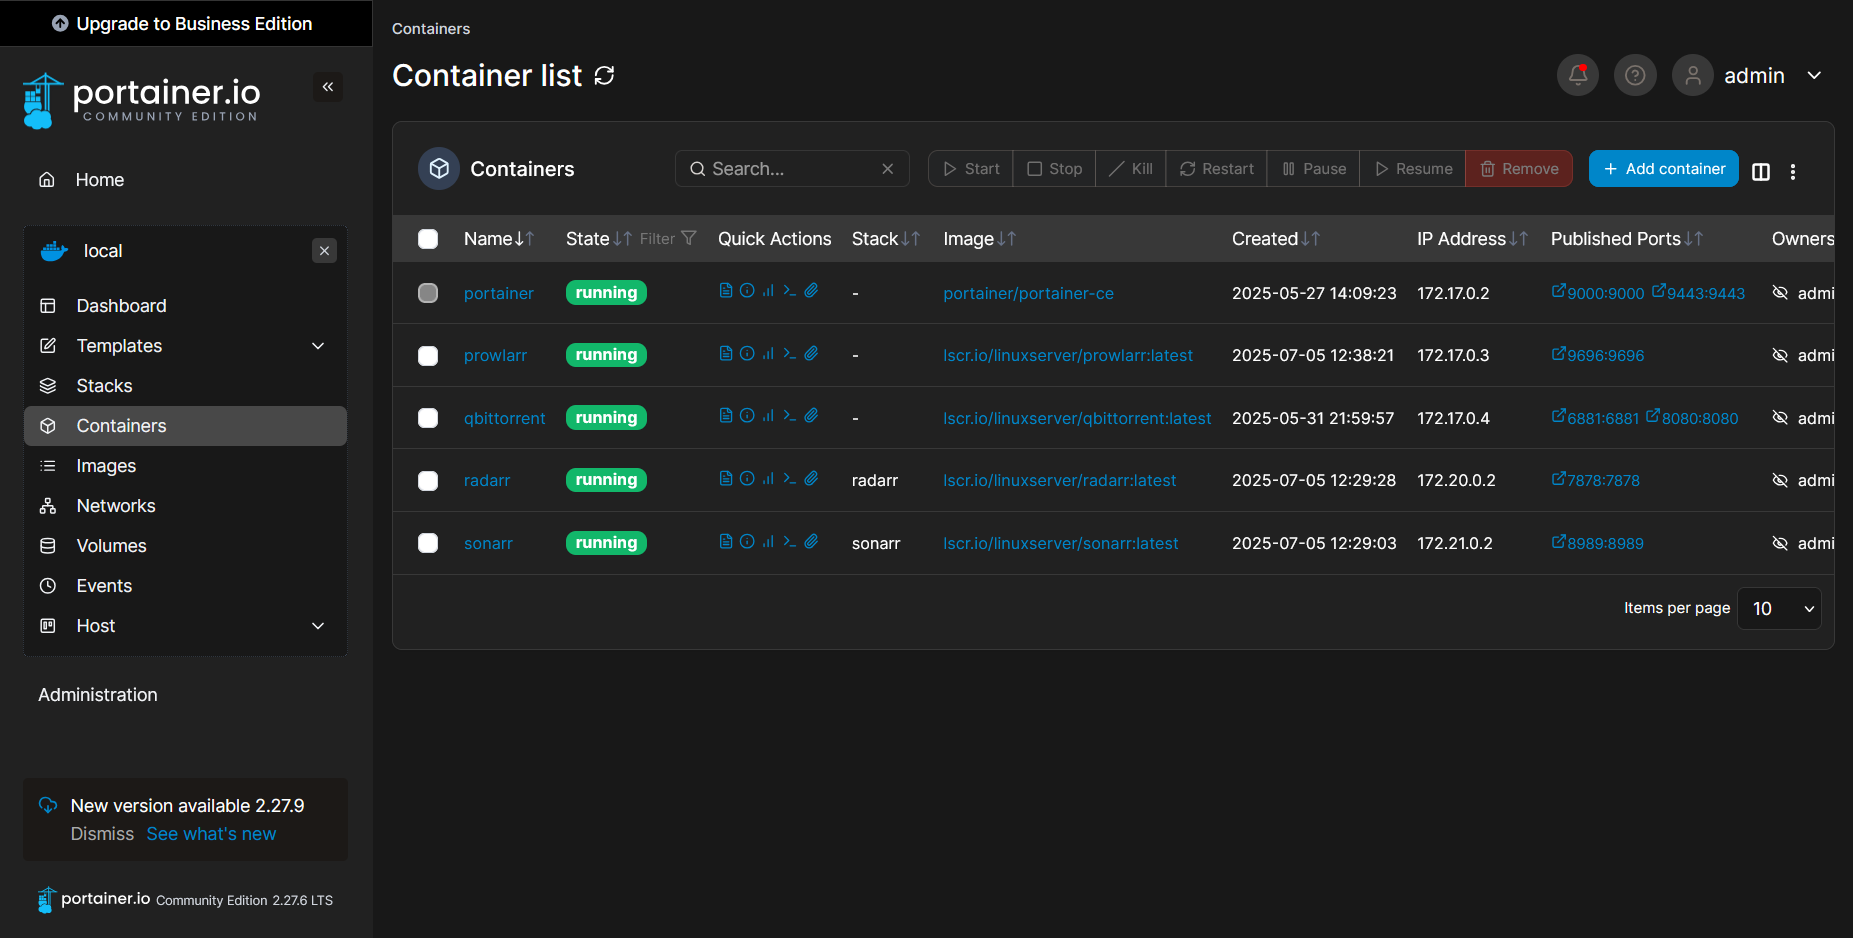 Upgrade to Business Edition
portainer.io
COMMUNITY EDITION
Home
local
Dashboard
Templates
Stacks
Containers
Images
Networks
Volumes
Events
Host
Administration
New version available 2.27.9
Dismiss See what's new
portainer.io Community Edition 2.27.6 LTS
Containers
Container list
admin
Containers Search... Start Stop Kill Restart Pause Resume Remove + Add container
Name State Filter Quick Actions Stack Image Created IP Address Published Ports Owners
portainer running - portainer/portainer-ce 2025-05-27 14:09:23 172.17.0.2 9000:9000 9443:9443 admi
prowlarr running - lscr.io/linuxserver/prowlarr:latest 2025-07-05 12:38:21 172.17.0.3 9696:9696 admi
qbittorrent running - lscr.io/linuxserver/qbittorrent:latest 2025-05-31 21:59:57 172.17.0.4 6881:6881 8080:8080 admi
radarr running radarr lscr.io/linuxserver/radarr:latest 2025-07-05 12:29:28 172.20.0.2 7878:7878 admi
sonarr running sonarr lscr.io/linuxserver/sonarr:latest 2025-07-05 12:29:03 172.21.0.2 8989:8989 admi
Items per page 10